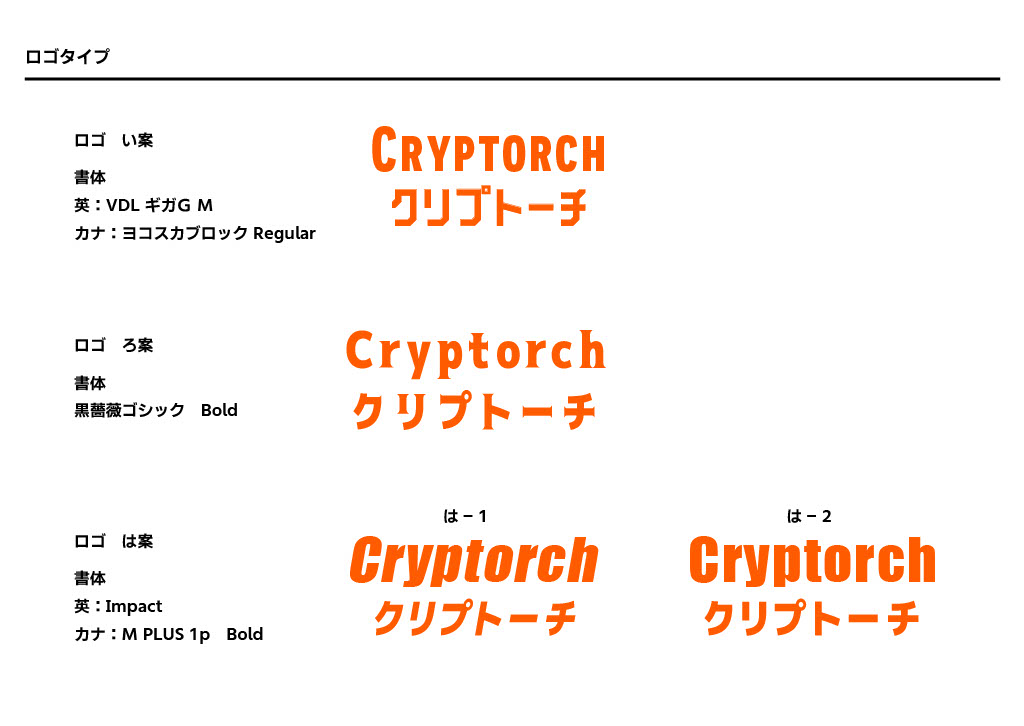 ロゴタイプ
ロゴ　い案
書体
英：VDL ギガG M
カナ：ヨコスカブロック Regular
CRYPTORCH
クリプトーチ
ロゴ　ろ案
書体
黒薔薇ゴシック　Bold
Cryptorch
クリプトーチ
ロゴ　は案
書体
英：Impact
カナ：M PLUS 1p　Bold
は – 1
Cryptorch
クリプトーチ
は – 2
Cryptorch
クリプトーチ